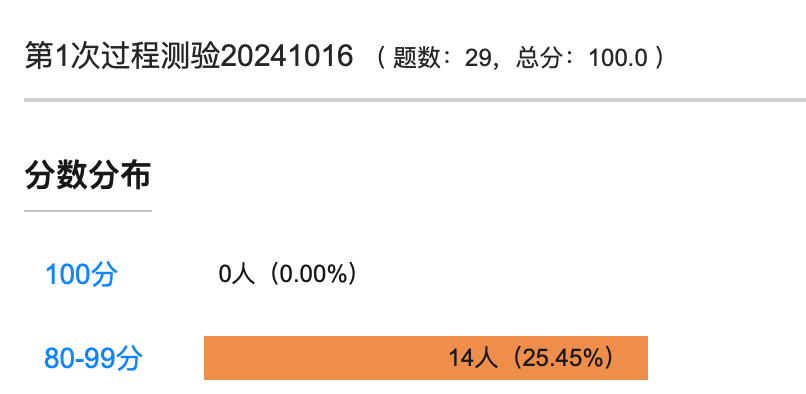 第1次过程测验20241016 （ 题数：29，总分：100.0 ）
分数分布
100分 0人（0.00%）
80-99分 14人（25.45%）